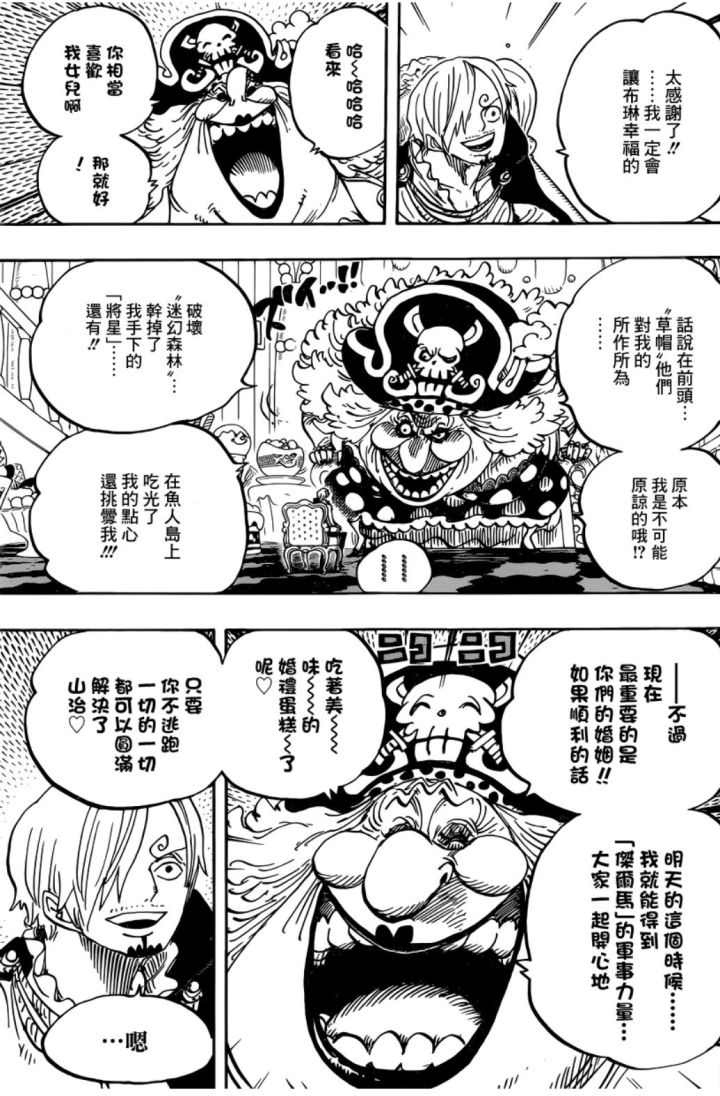 太感謝了!!
……我一定會
讓布琳幸福的
哈～哈哈哈
看來
你相當
喜歡
我女兒啊
那就好
!
話說在前頭…
〝草帽〞他們
對我的
所作所為
……
原本
我是不可能
原諒的哦!?
ズズ…!!
破壞
〝迷幻森林〞…
幹掉了
我手下的
「將星」……
還有!!
在魚人島上
吃光了
我的點心
還挑釁我!!!
――不過
現在
最重要的是
你們的婚姻!!
如果順利的話
明天的這個時候……
我就能得到
「傑爾馬」的軍事力量…
大家一起開心地
吃著美～～
味～～～的
婚禮蛋糕～了
呢♡
只要
你不逃跑
一切的一切
都可以圓滿
解決了
山治♡
…嗯